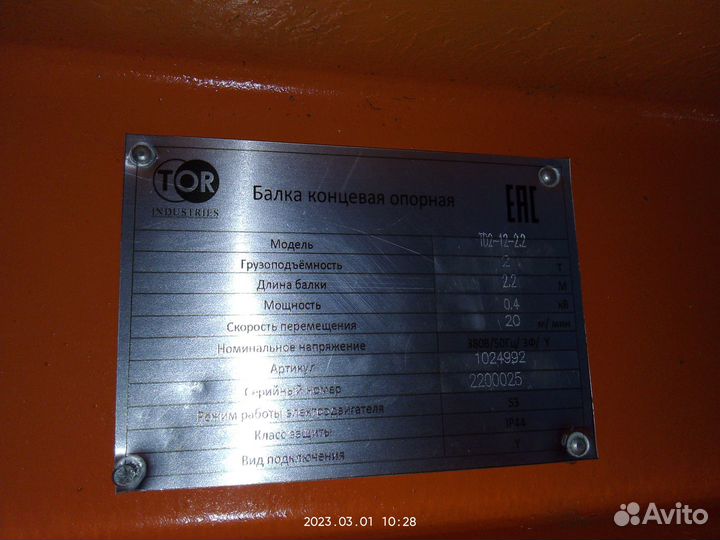 TOR
INDUSTRIES
Балка концевая опорная
EAC
Модель TD2-12-2.2
Грузоподъёмность 2 т
Длина балки 2.2 м
Мощность 0.4 кВ
Скорость перемещения 20 м/мин
Номинальное напряжение 380В/50Гц/ 3Ф/ Y
Артикул 1024992
Серийный номер 2200025
Режим работы электродвигателя S3
Класс защиты IP44
Вид подключения Y
2023.03.01 10:28
Avito